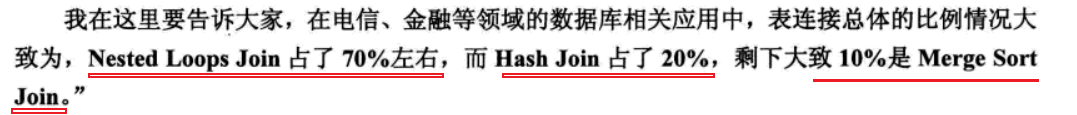 我在这里要告诉大家，在电信、金融等领域的数据库相关应用中，表连接总体的比例情况大
致为，Nested Loops Join 占了 70%左右，而 Hash Join 占了 20%，剩下大致 10%是 Merge Sort
Join。”